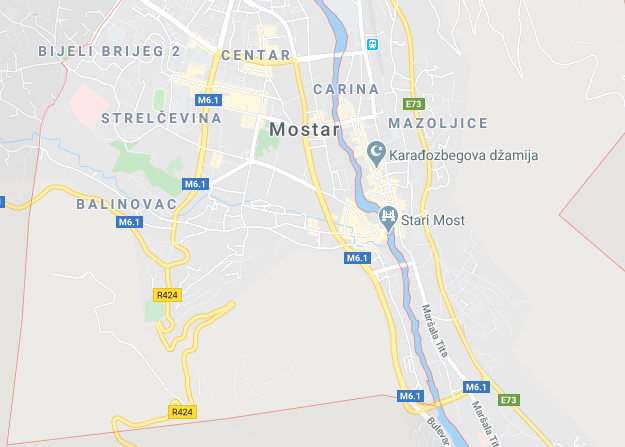 BIJELI BRIJEG 2
CENTAR
CARINA
M6.1
E73
STRELČEVINA
Mostar
MAZOLJICE
Karađozbegova džamija
M6.1
BALINOVAC
M6.1
Stari Most
M6.1
R424
Maršala Tita
M6.1
M6.1
E73
R424
Bulevar
Maršala Tita